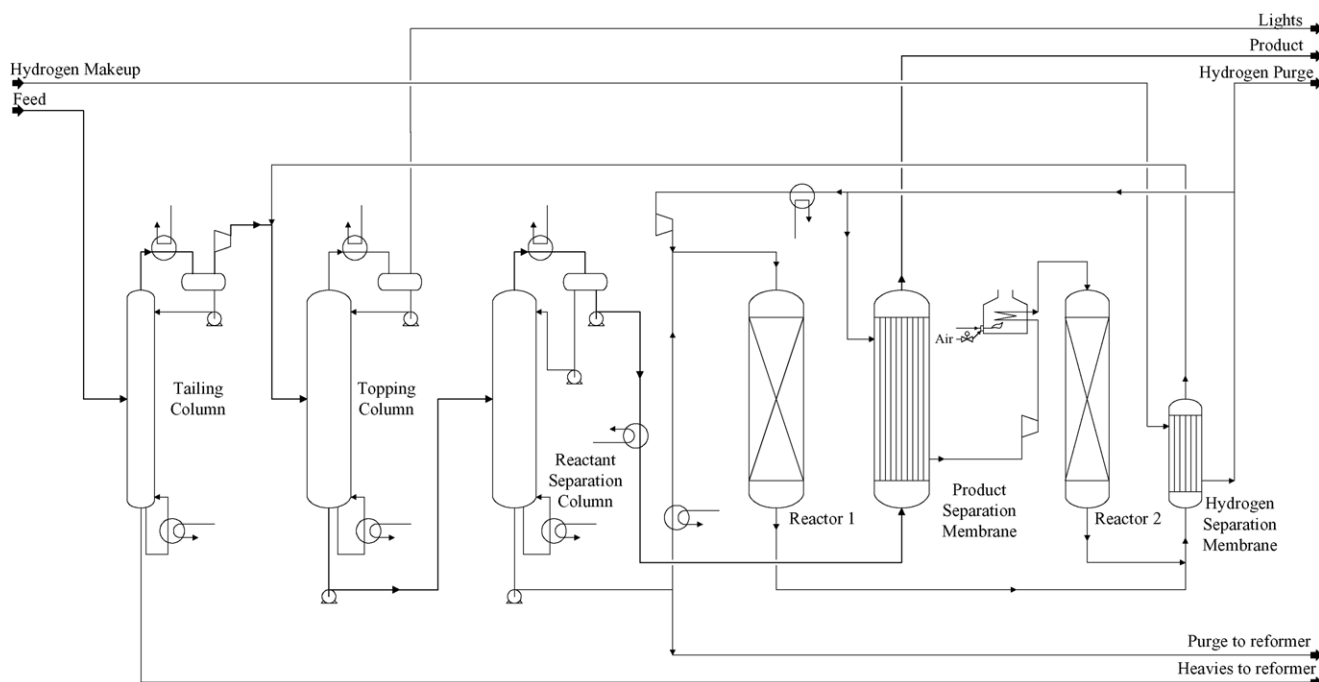 Lights
Product
Hydrogen Makeup
Hydrogen Purge
Feed
Air
Tailing
Column
Topping
Column
Reactant
Separation
Column
Reactor 1
Product
Separation
Membrane
Reactor 2
Hydrogen
Separation
Membrane
Purge to reformer
Heavies to reformer